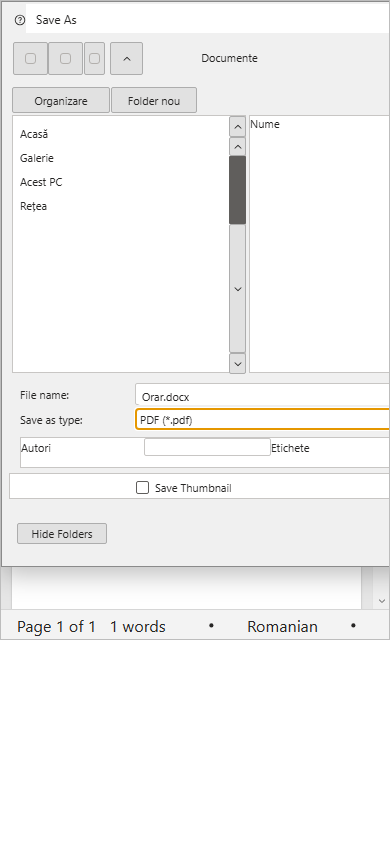 Save As
Documente
Organizare Folder nou
Acasă
Galerie
Acest PC
Rețea
Nume
File name: Orar.docx
Save as type: PDF (*.pdf)
Autori Etichete
Save Thumbnail
Hide Folders
Page 1 of 1 1 words • Romanian •